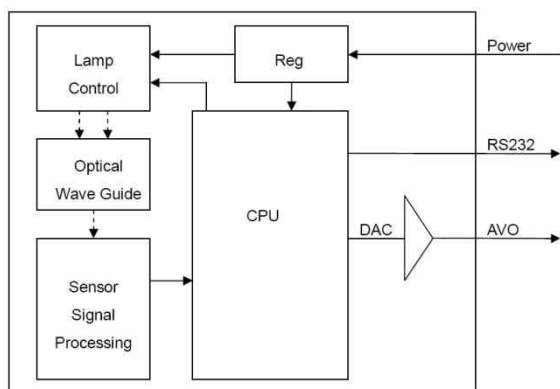 Lamp
Control
Reg
Power
Optical
Wave Guide
RS232
CPU
DAC
AVO
Sensor
Signal
Processing